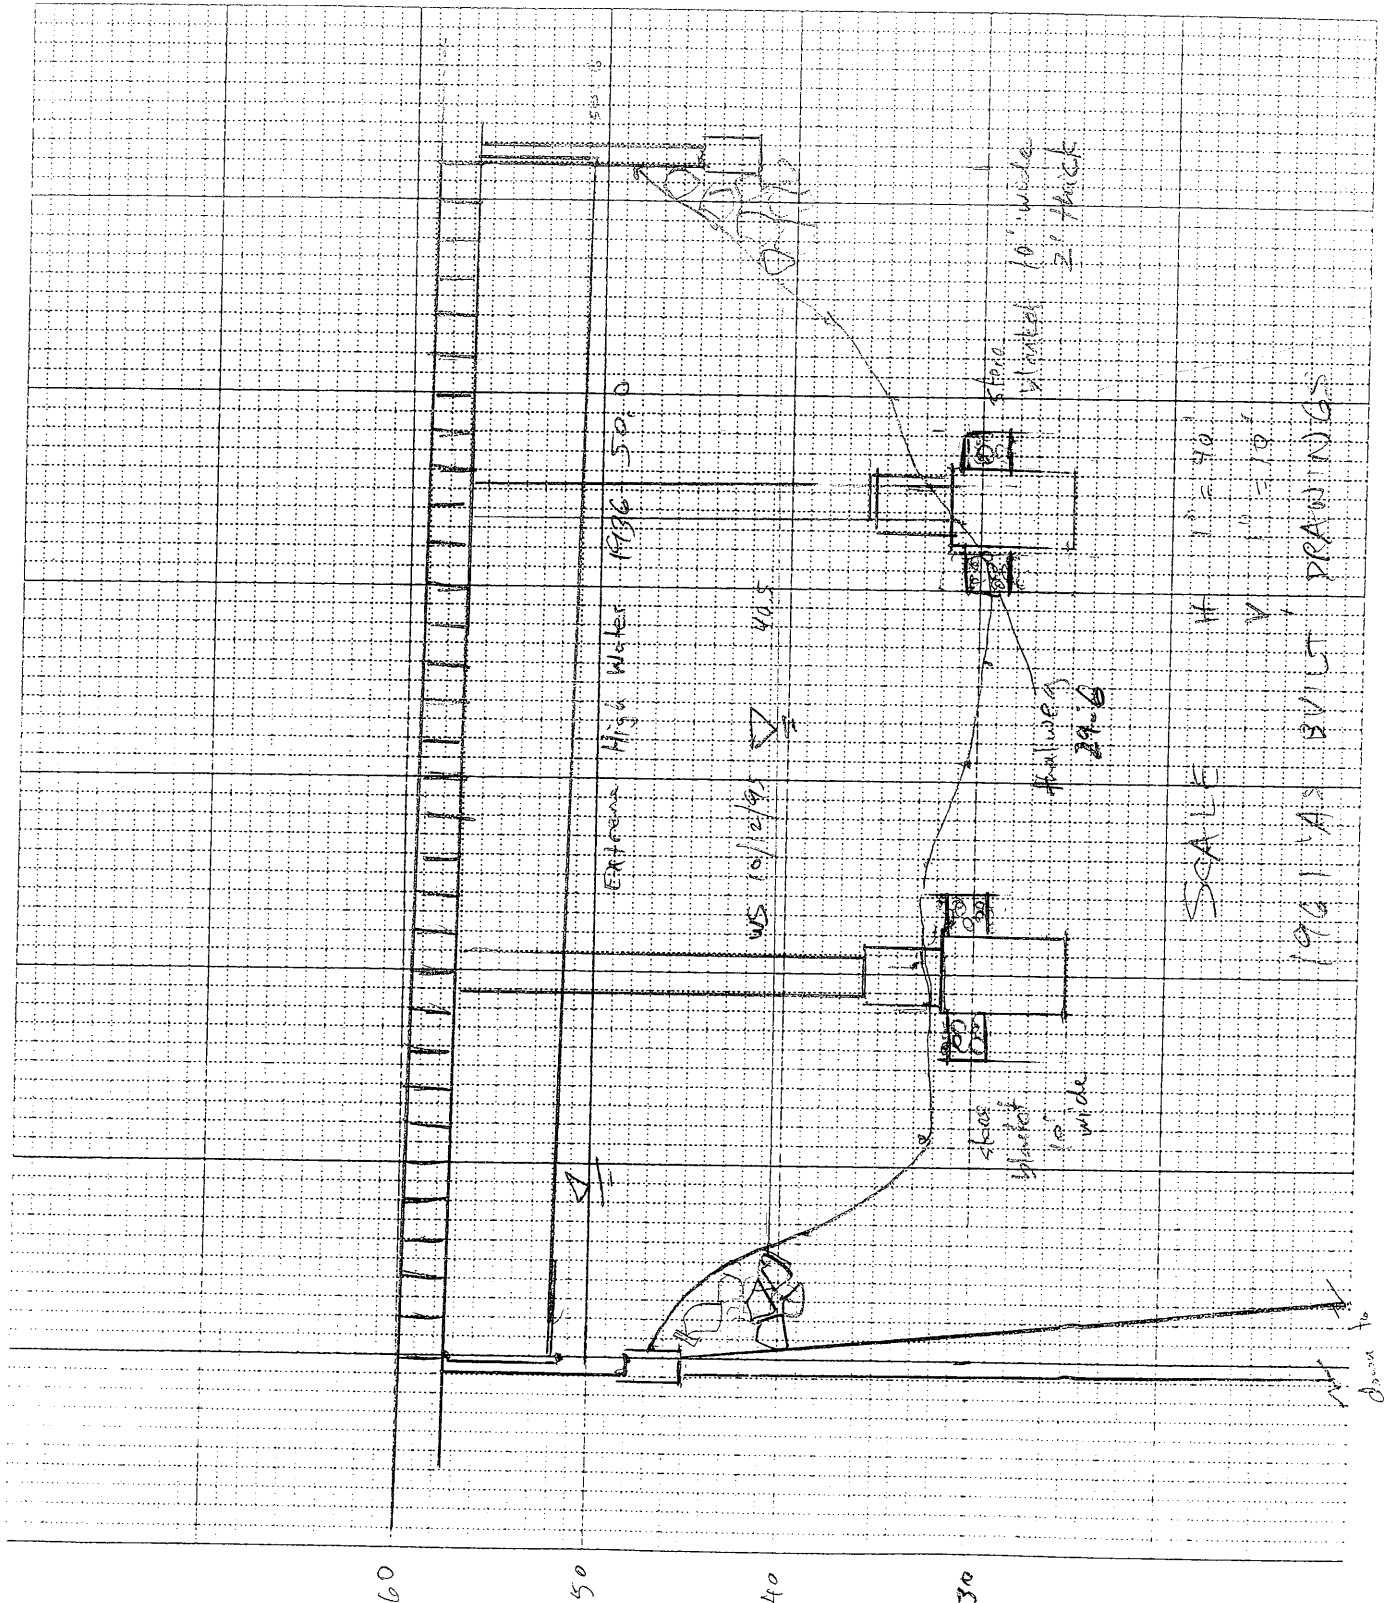 60
50
40
30
Extreme High Water 1936 50.0
WS 10/12/95 40.5
stone
blanket
10'
wide
thalweg
29.6
stone
blanket 10' wide
2' thick
SCALE H 1" = 40'
V 1" = 10'
1961 "AS BUILT" DRAWINGS